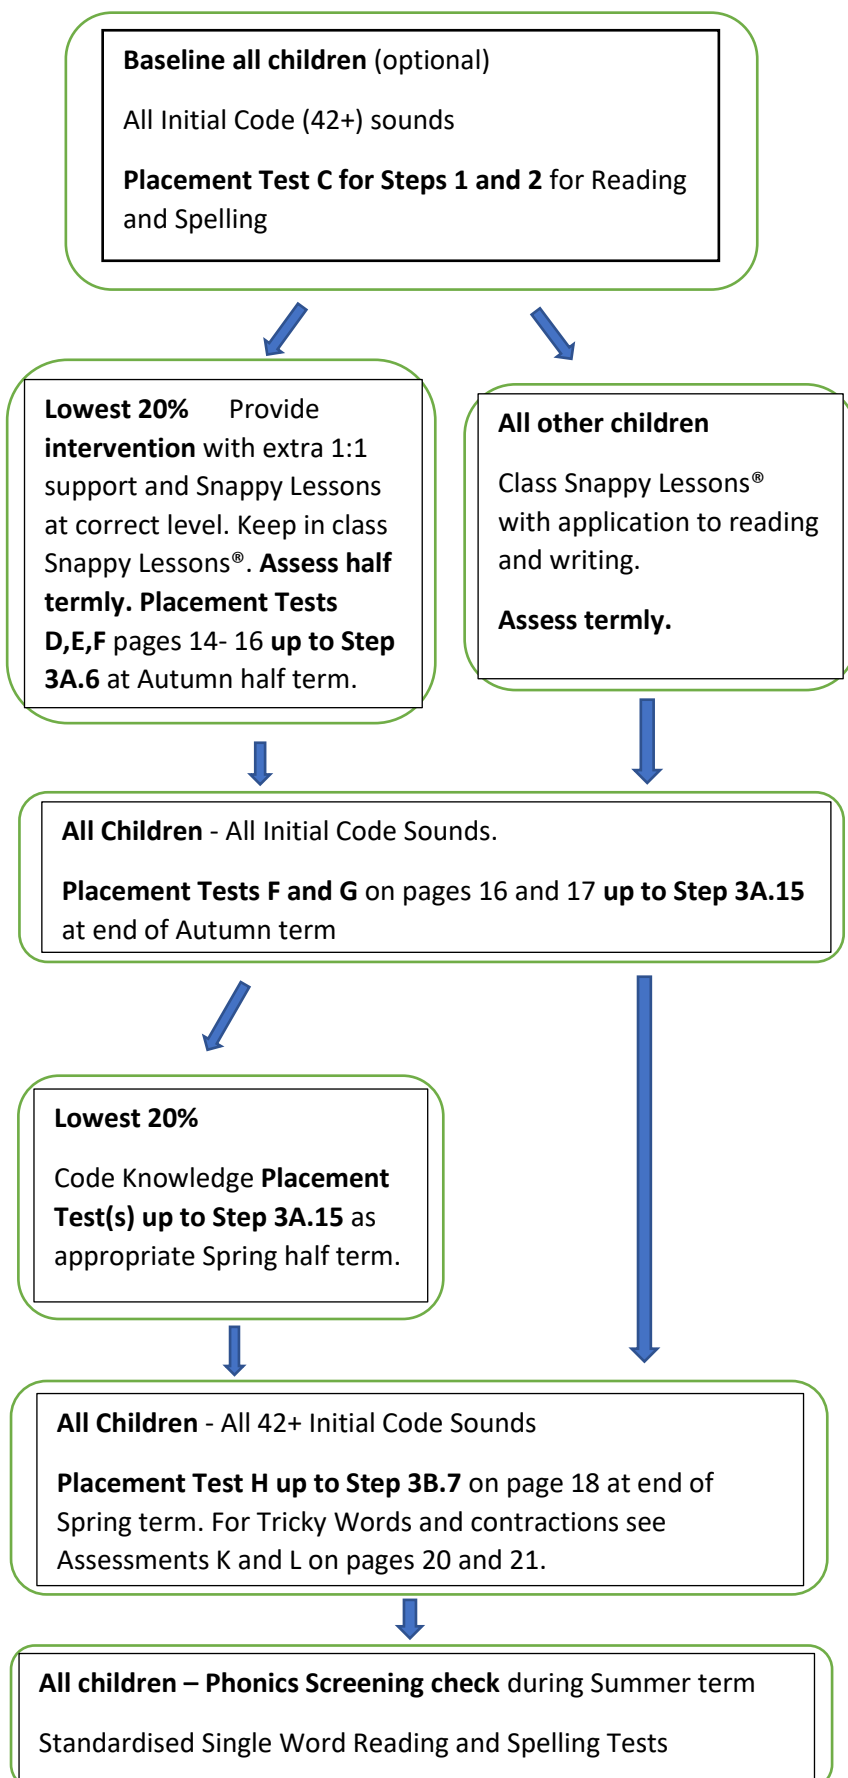 Baseline all children (optional)
All Initial Code (42+) sounds
Placement Test C for Steps 1 and 2 for Reading
and Spelling
Lowest 20% Provide
intervention with extra 1:1
support and Snappy Lessons
at correct level. Keep in class
Snappy Lessons®. Assess half
termly. Placement Tests
D,E,F pages 14- 16 up to Step
3A.6 at Autumn half term.
All other children
Class Snappy Lessons®
with application to reading
and writing.
Assess termly.
All Children - All Initial Code Sounds.
Placement Tests F and G on pages 16 and 17 up to Step 3A.15
at end of Autumn term
Lowest 20%
Code Knowledge Placement
Test(s) up to Step 3A.15 as
appropriate Spring half term.
All Children - All 42+ Initial Code Sounds
Placement Test H up to Step 3B.7 on page 18 at end of
Spring term. For Tricky Words and contractions see
Assessments K and L on pages 20 and 21.
All children – Phonics Screening check during Summer term
Standardised Single Word Reading and Spelling Tests